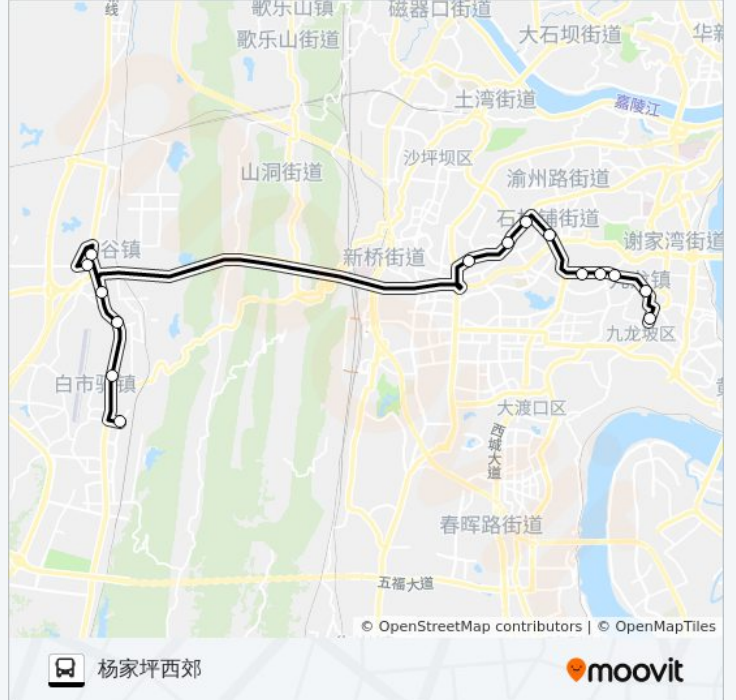 线
歌乐山镇
磁器口街道
歌乐山街道
大石坝街道
土湾街道
嘉陵江
沙坪坝区
山洞街道
渝州路街道
谷镇
新桥街道
谢家湾街道
九龙坡区
白市
镇
大渡口区
西城大道
春晖路街道
五福大道
© OpenStreetMap contributors | © OpenMapTiles
杨家坪西郊
moovit